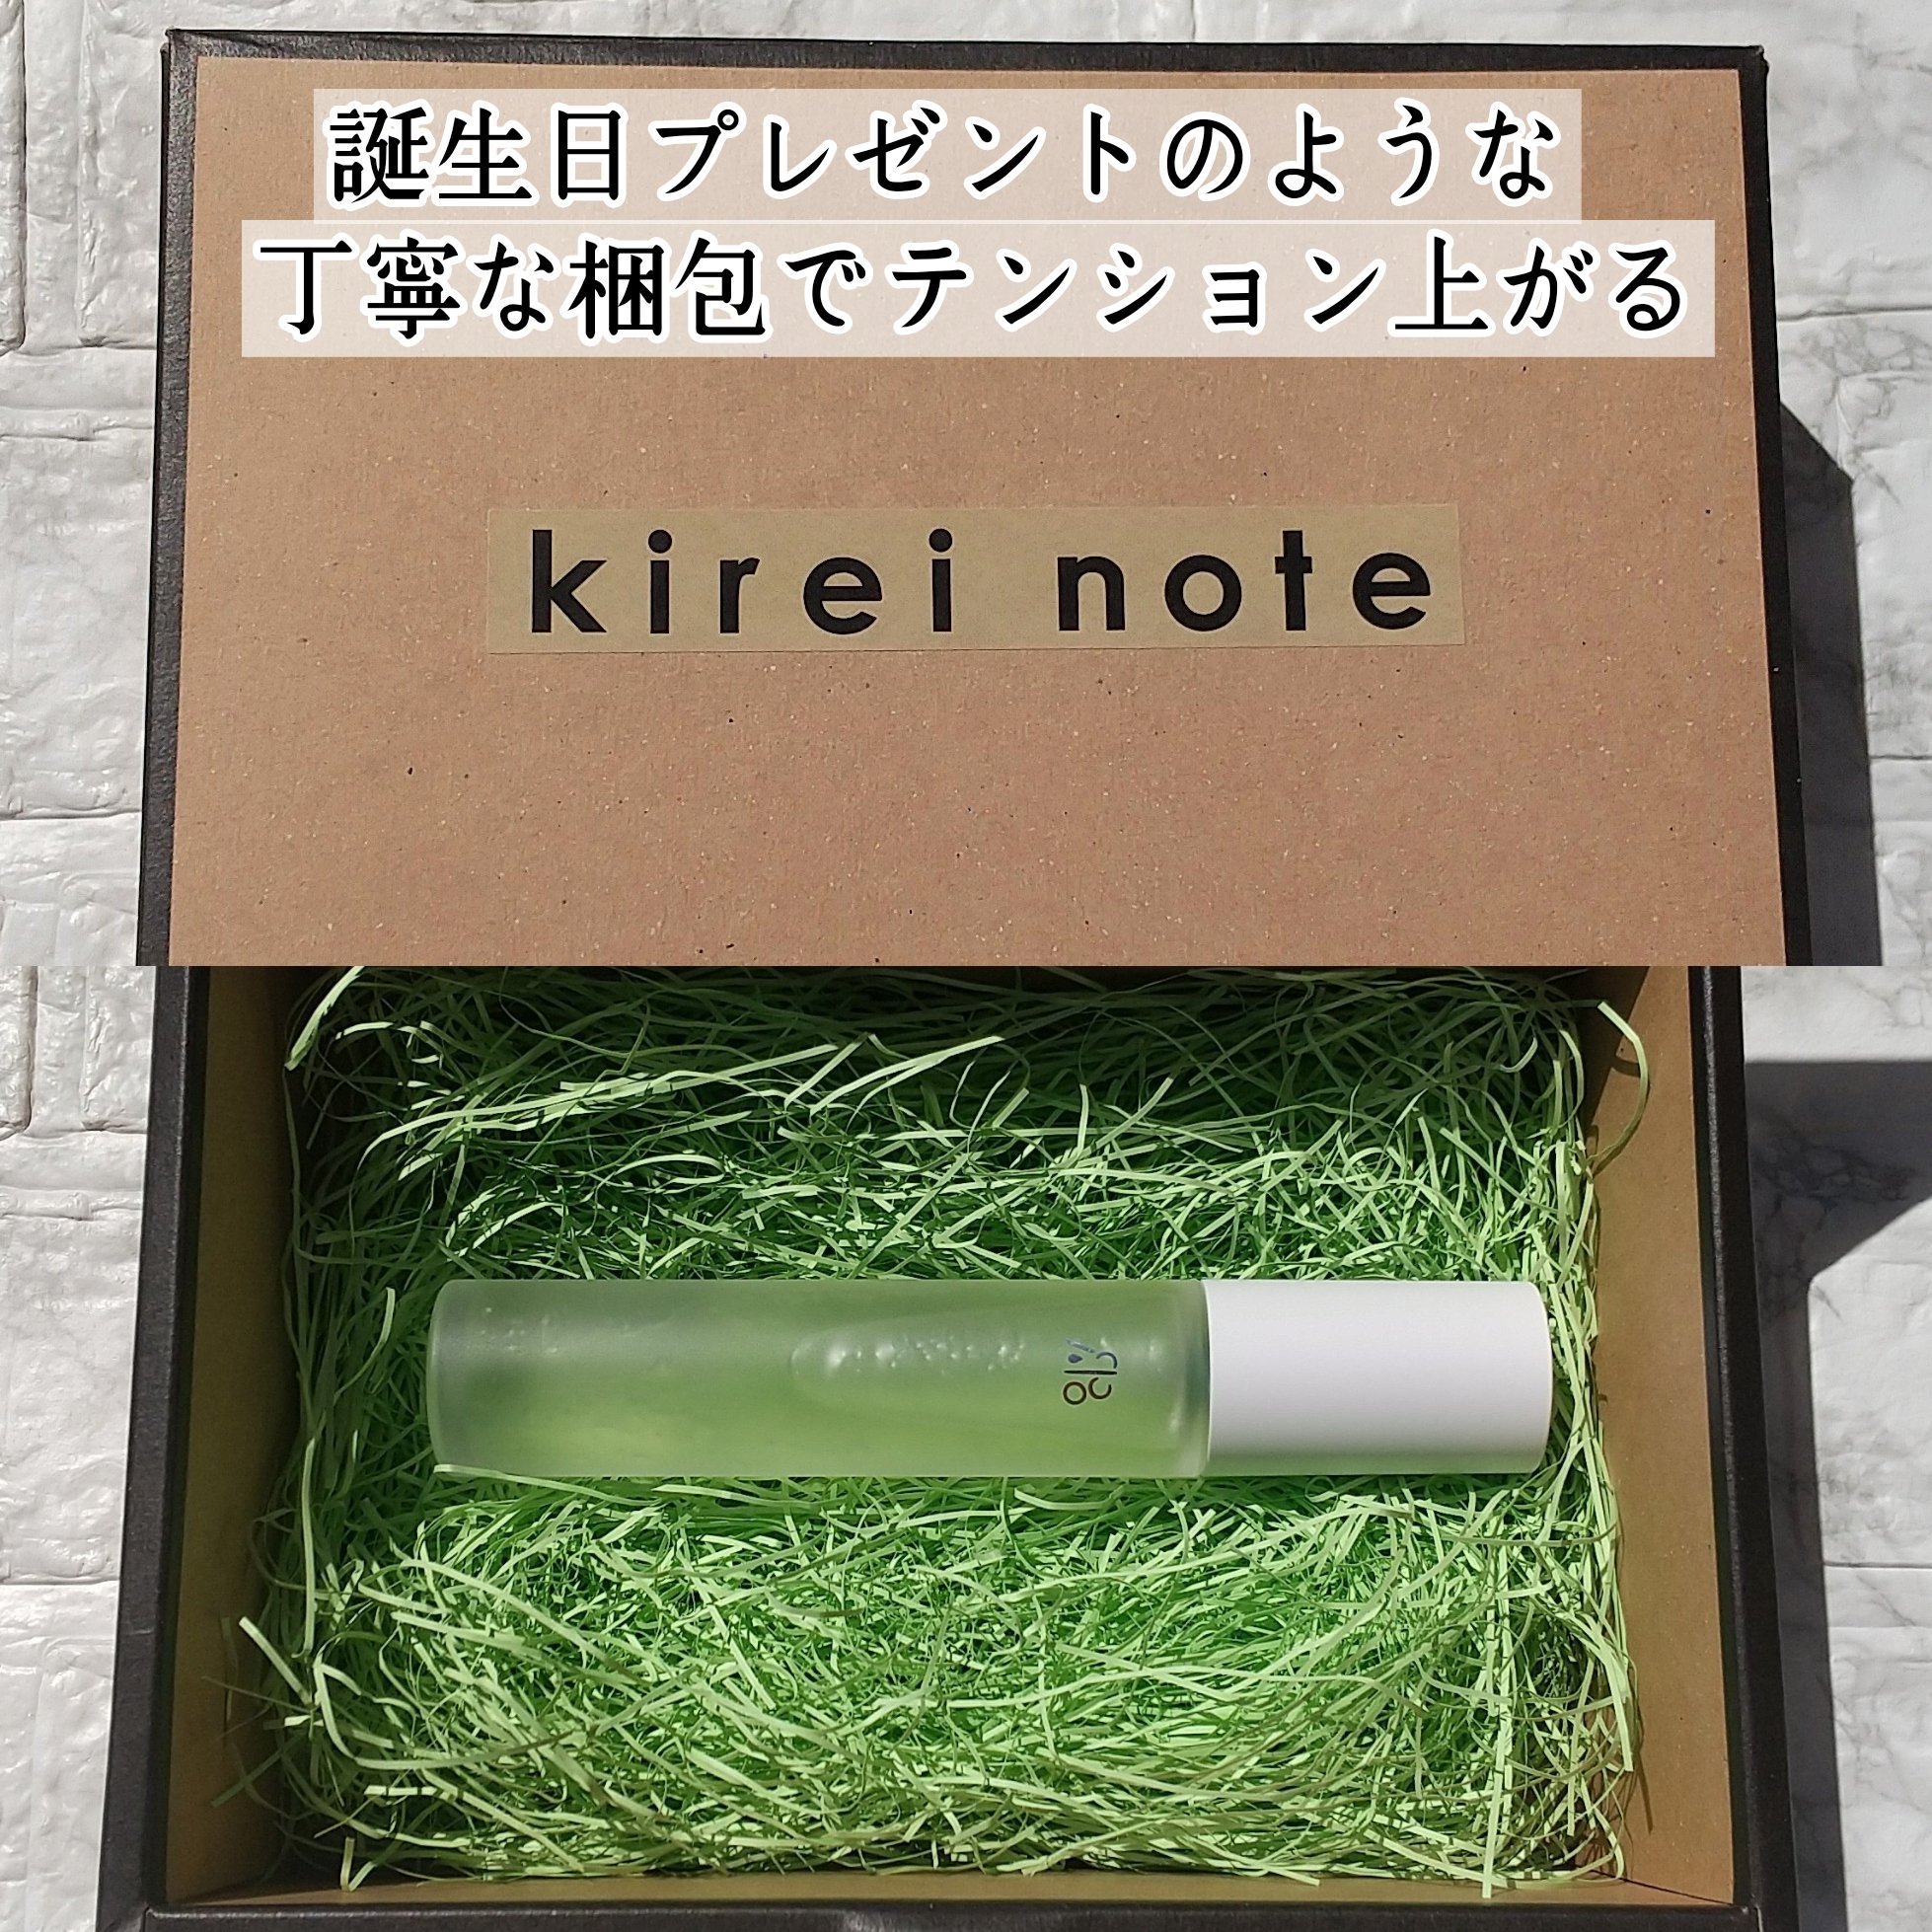 誕生日プレゼントのような
丁寧な梱包でテンション上がる
kirei note